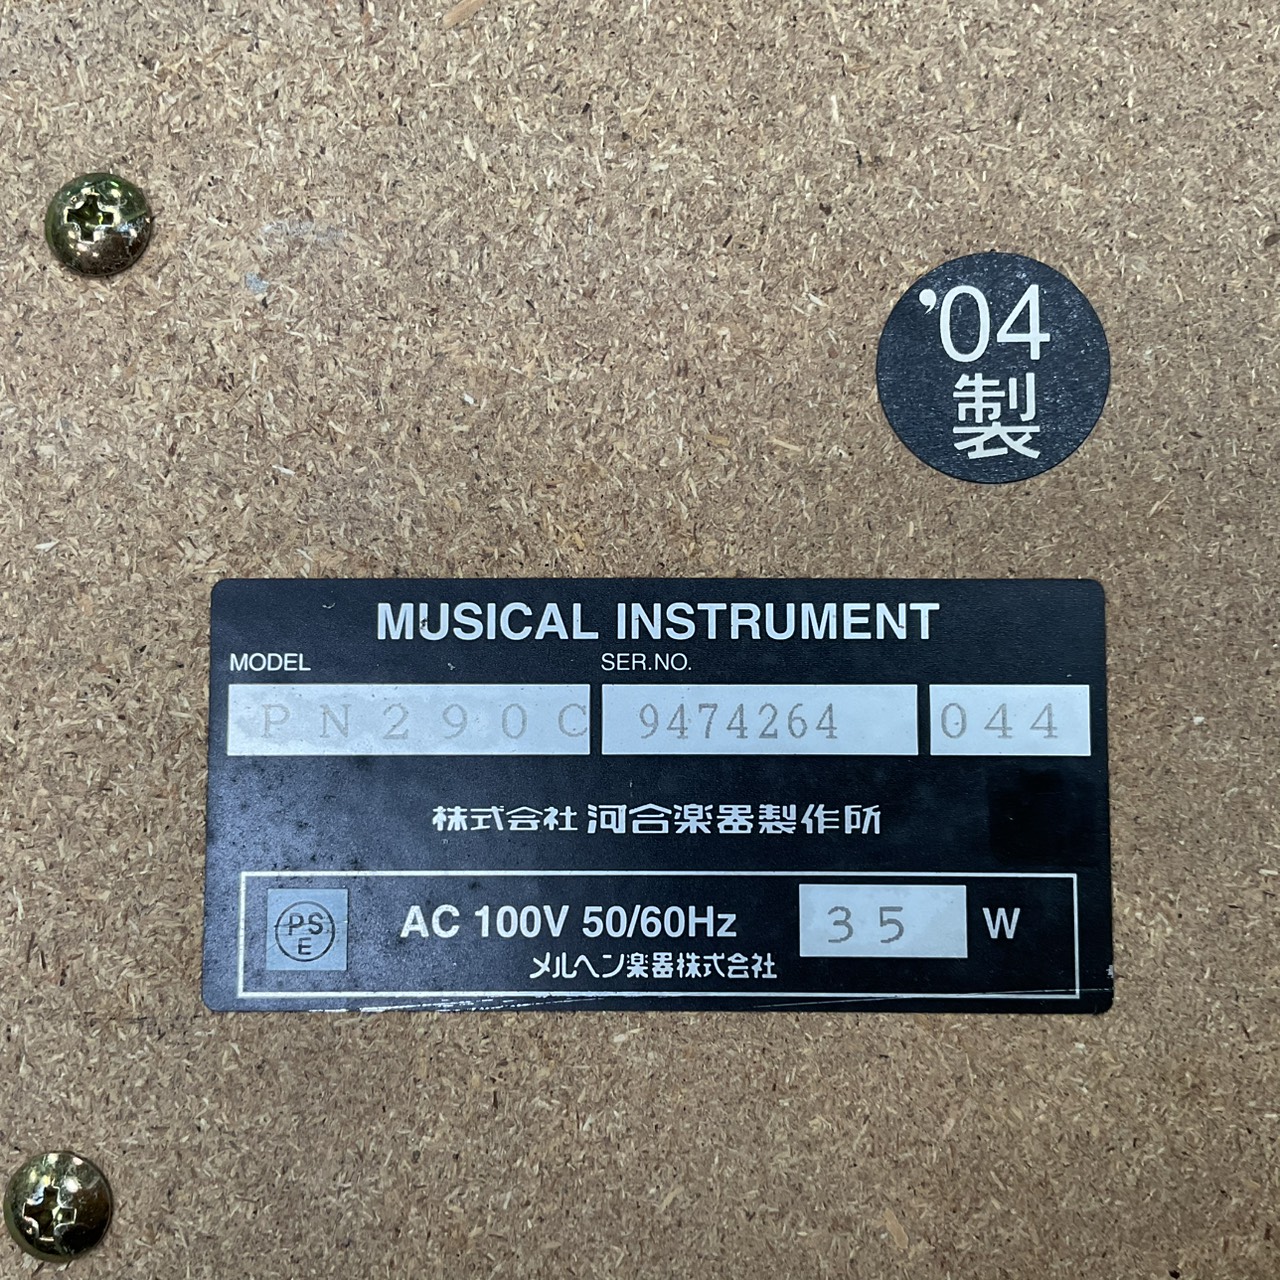 '04
製
MUSICAL INSTRUMENT
MODEL SER.NO.
PN290C 9474264 044
株式会社 河合楽器製作所
PS
E
AC 100V 50/60Hz 35 W
メルヘン楽器株式会社